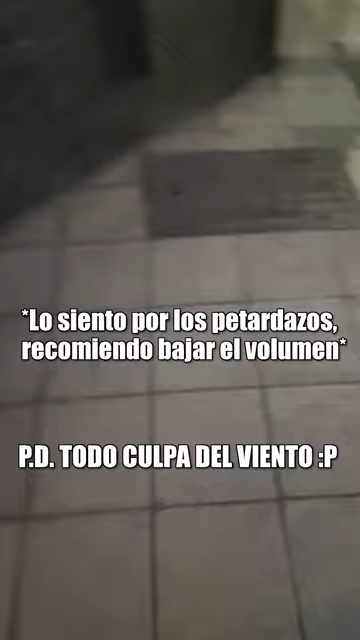 *Lo siento por los petardazos,
recomiendo bajar el volumen*
P.D. TODO CULPA DEL VIENTO :P